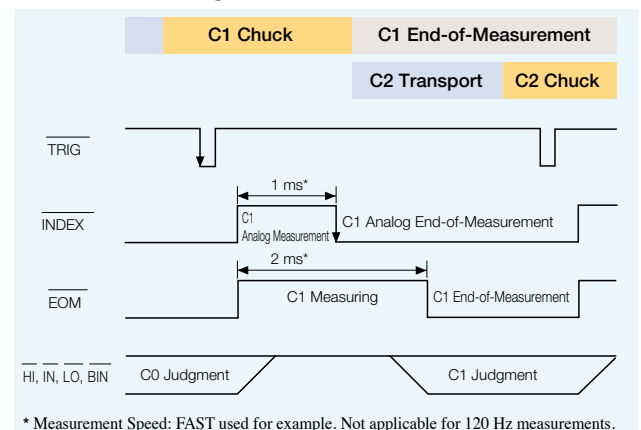 C1 Chuck
C1 End-of-Measurement
C2 Transport
C2 Chuck
TRIG
1 ms*
INDEX
C1
Analog Measurement
C1 Analog End-of-Measurement
2 ms*
EOM
C1 Measuring
C1 End-of-Measurement
HI, IN, LO, BIN
C0 Judgment
C1 Judgment
* Measurement Speed: FAST used for example. Not applicable for 120 Hz measurements.